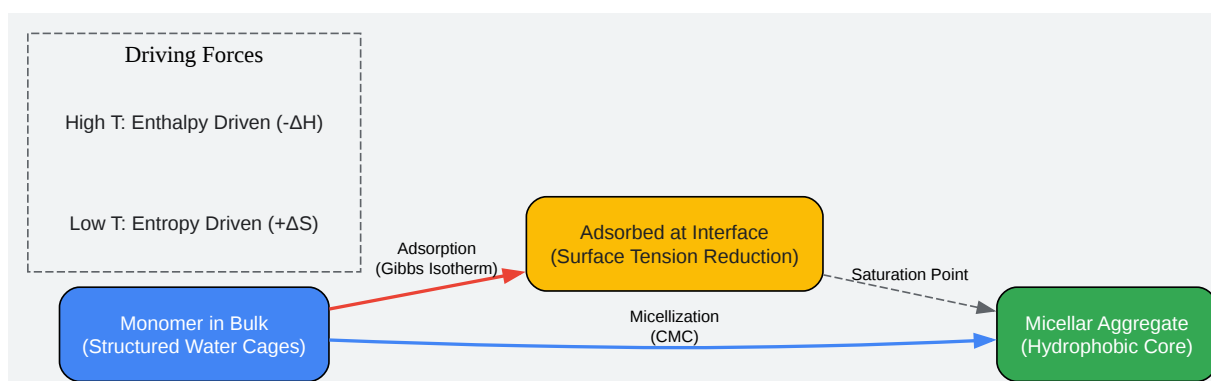 Driving Forces
High T: Enthalpy Driven (-ΔH)
Low T: Entropy Driven (+ΔS)
Adsorption
(Gibbs Isotherm)
Adsorbed at Interface
(Surface Tension Reduction)
Saturation Point
Monomer in Bulk
(Structured Water Cages)
Micellization
(CMC)
Micellar Aggregate
(Hydrophobic Core)